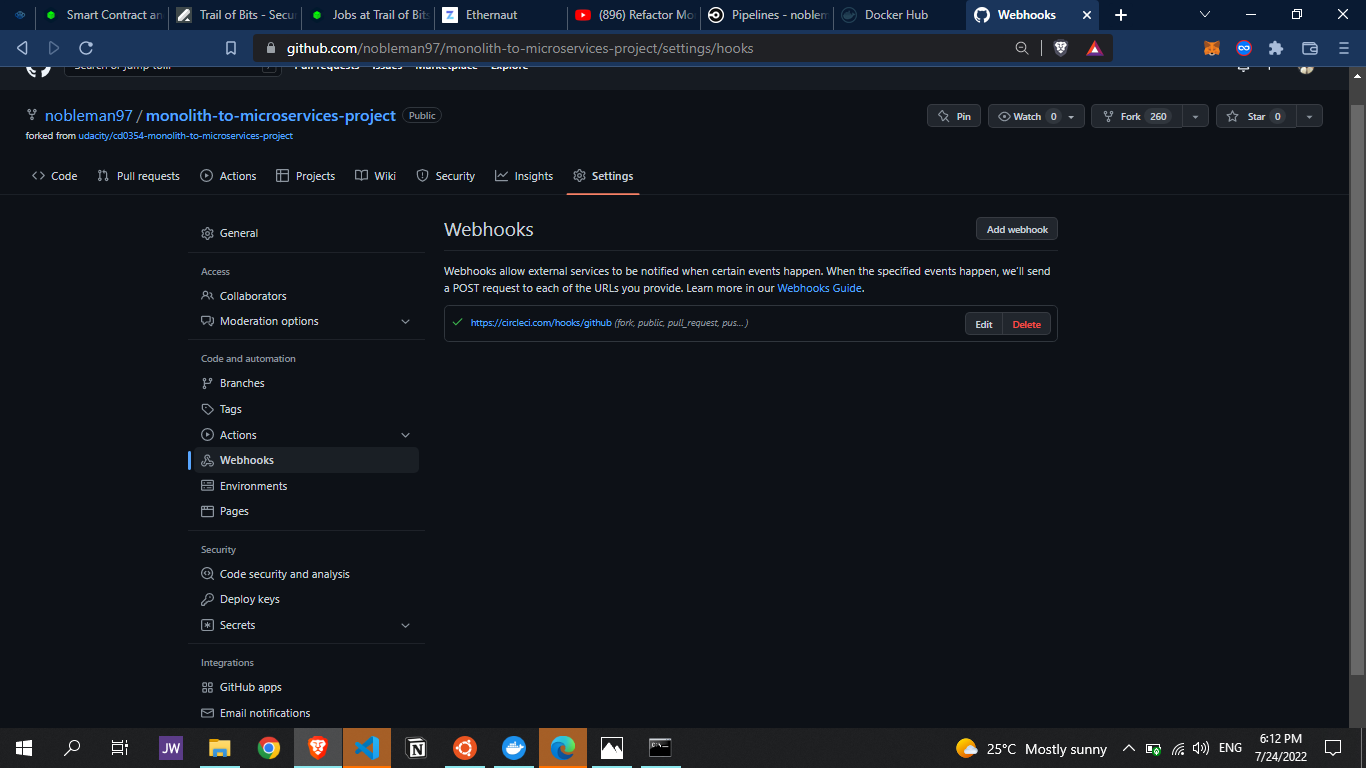 Smart Contract an
Trail of Bits - Secur
Jobs at Trail of Bits
Ethernaut
(896) Refactor Mo
Pipelines - noblem
Docker Hub
Webhooks
github.com/nobleman97/monolith-to-microservices-project/settings/hooks
Search or jump to...
Pull requests Issues Marketplace Explore
nobleman97 / monolith-to-microservices-project Public
Pin
Watch 0
Fork 260
Star 0
forked from udacity/cd0354-monolith-to-microservices-project
Code
Pull requests
Actions
Projects
Wiki
Security
Insights
Settings
General
Access
Collaborators
Moderation options
Code and automation
Branches
Tags
Actions
Webhooks
Environments
Pages
Security
Code security and analysis
Deploy keys
Secrets
Integrations
GitHub apps
Email notifications
Webhooks
Add webhook
Webhooks allow external services to be notified when certain events happen. When the specified events happen, we'll send
a POST request to each of the URLs you provide. Learn more in our Webhooks Guide.
https://circleci.com/hooks/github (fork, public, pull_request, pus...)
Edit
Delete
JW
25°C Mostly sunny
ENG
6:12 PM
7/24/2022